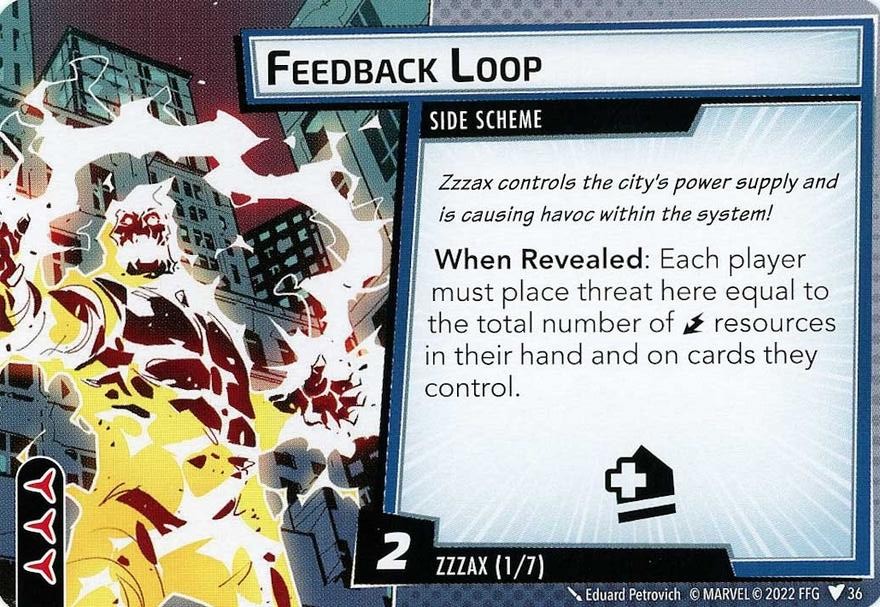 FEEDBACK LOOP
SIDE SCHEME
Zzzax controls the city's power supply and
is causing havoc within the system!
When Revealed: Each player
must place threat here equal to
the total number of resources
in their hand and on cards they
control.
2
ZZZAX (1/7)
Eduard Petrovich © MARVEL © 2022 FFG 36